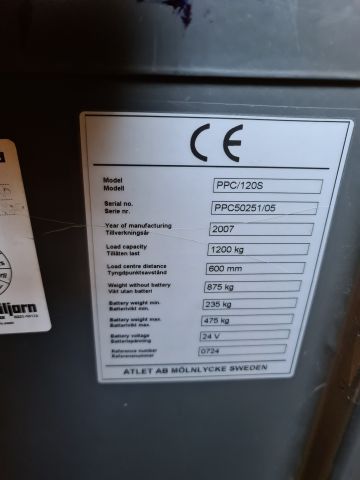 CE
Model
Modell
PPC/120S
Serial no.
Serie nr.
PPC50251/05
Year of manufacturing
Tillverkningsår
2007
Load capacity
Tillåten last
1200 kg
Load centre distance
Tyngdpunktsavstånd
600 mm
Weight without battery
Vikt utan batteri
875 kg
Battery weight min.
Batterivikt min.
235 kg
Battery weight max.
Batterivikt max.
475 kg
Battery voltage
Batterispänning
24 V
Reference number
Referensnummer
0724
ATLET AB MÖLNLYCKE SWEDEN